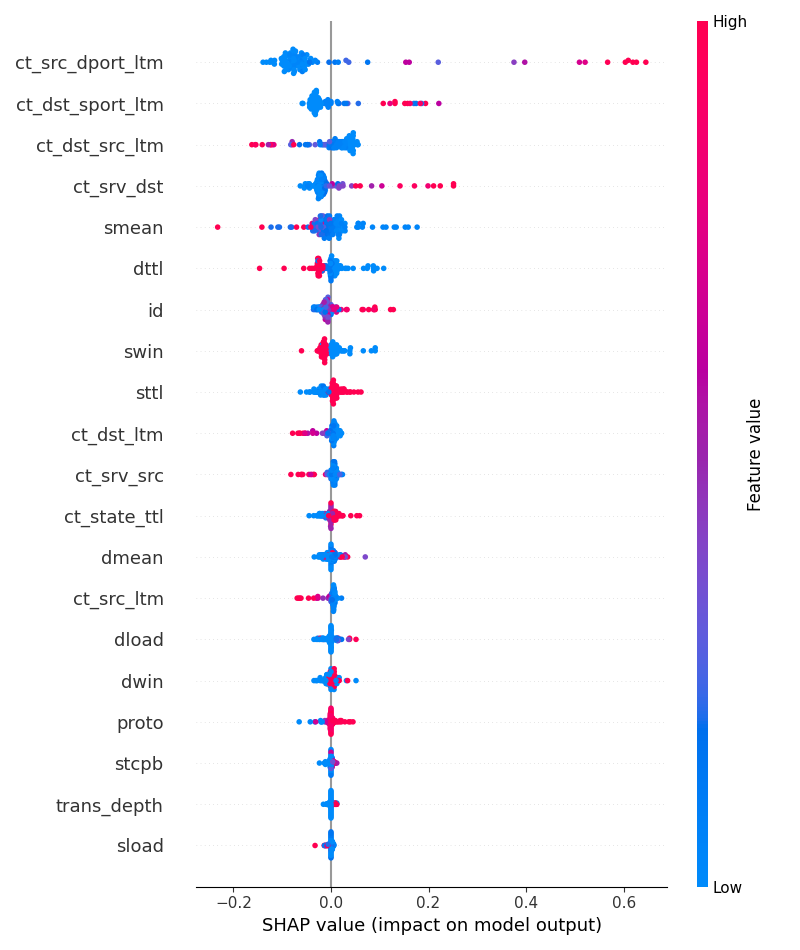 High
ct_src_dport_ltm
ct_dst_sport_ltm
ct_dst_src_ltm
ct_srv_dst
smean
dttl
id
swin
sttl
ct_dst_ltm
ct_srv_src
ct_state_ttl
dmean
ct_src_ltm
dload
dwin
proto
stcpb
trans_depth
sload
Feature value
Low
−0.2 0.0 0.2 0.4 0.6
SHAP value (impact on model output)